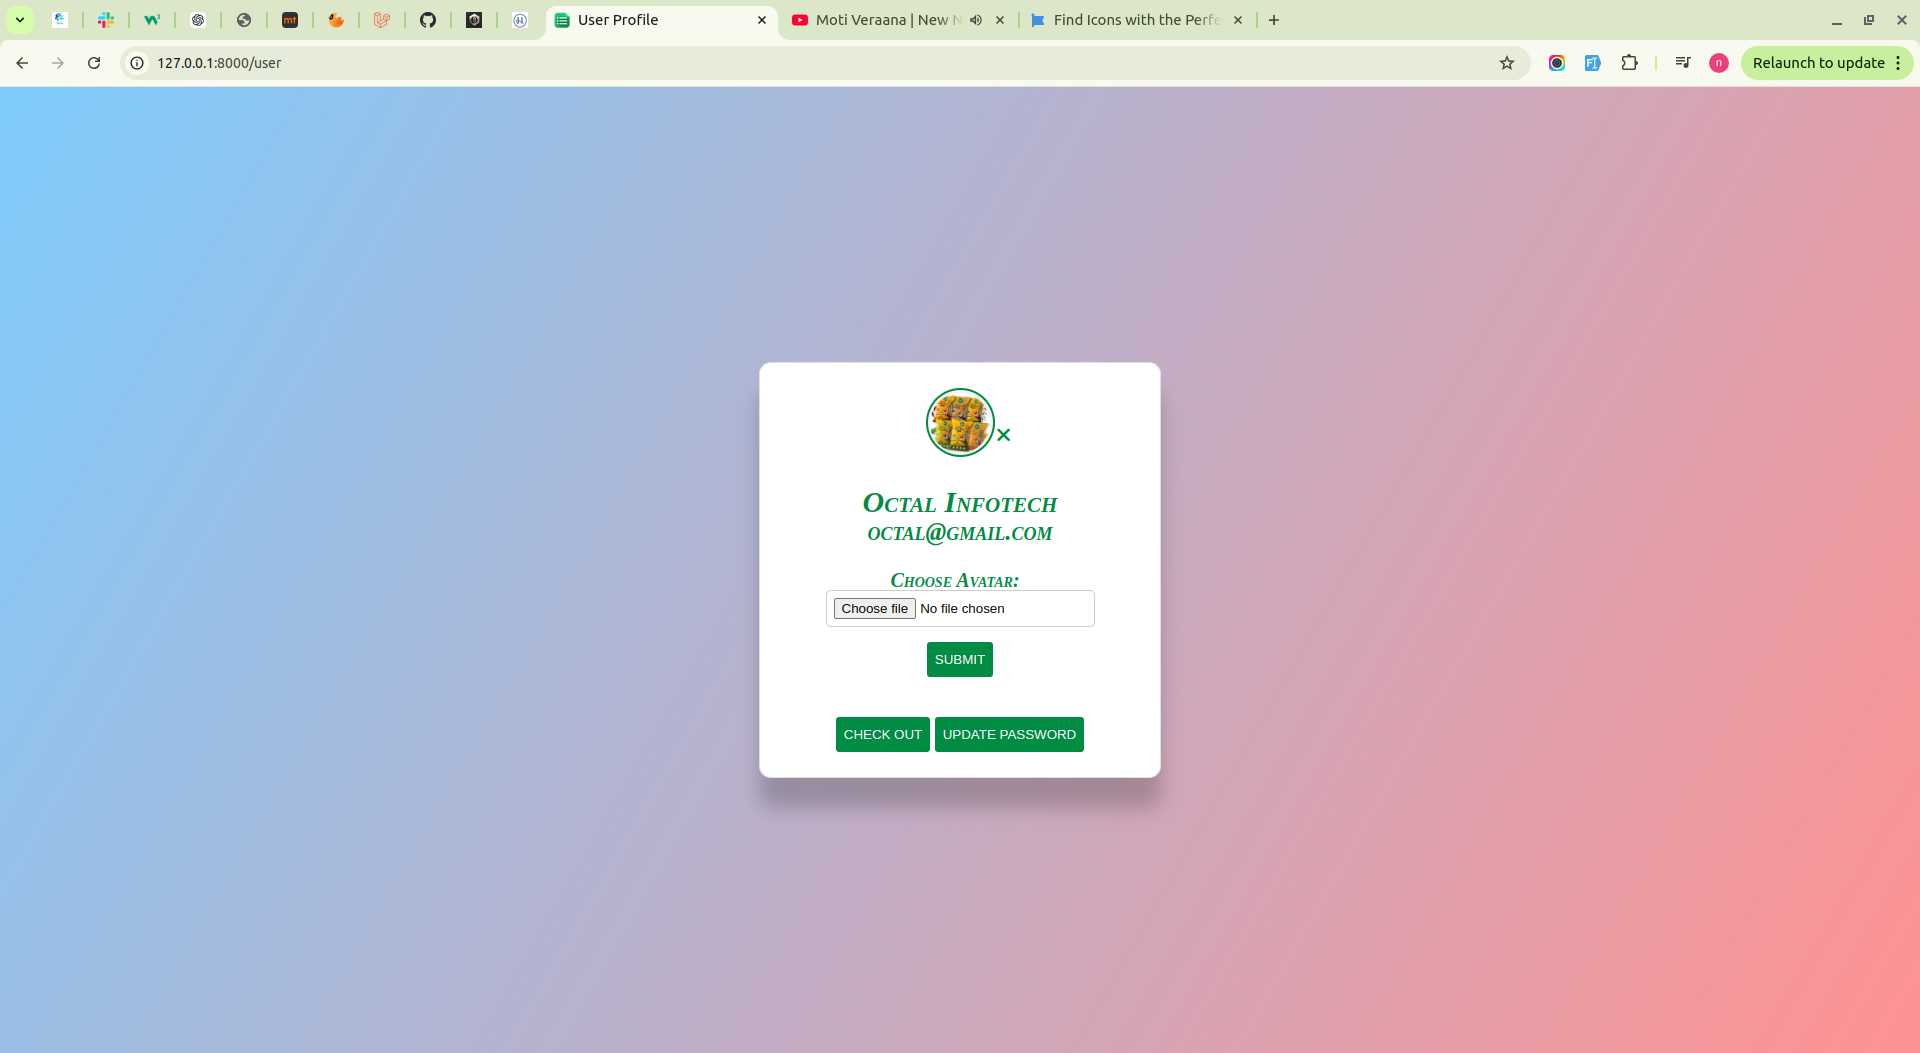 User Profile
Moti Veraana | New N
Find Icons with the Perfe
127.0.0.1:8000/user
n
Relaunch to update
Octal Infotech
octal@gmail.com
Choose Avatar:
Choose file No file chosen
SUBMIT
CHECK OUT UPDATE PASSWORD